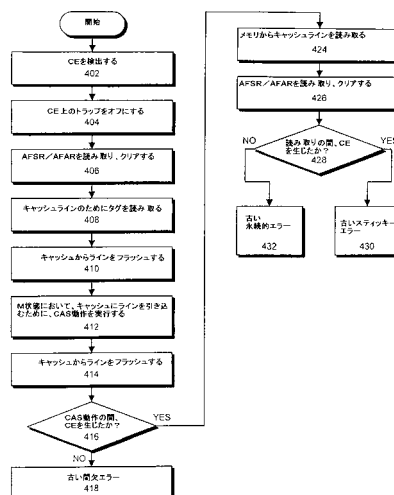 開始
CEを検出する
402
CE上のトラップをオフにする
404
AFSR/AFARを読み取り、クリアする
406
キャッシュラインのためにタグを読み取る
408
キャッシュからラインをフラッシュする
410
M状態において、キャッシュにラインを引き込
むために、CAS動作を実行する
412
キャッシュからラインをフラッシュする
414
CAS動作の間、
CEを生じたか?
416
YES
NO
古い間欠エラー
418
メモリからキャッシュラインを読み取る
424
AFSR/AFARを読み取り、クリアする
426
読み取りの間、CE
を生じたか?
428
NO
YES
古い
永続的エラー
432
古いスティッキー
エラー
430